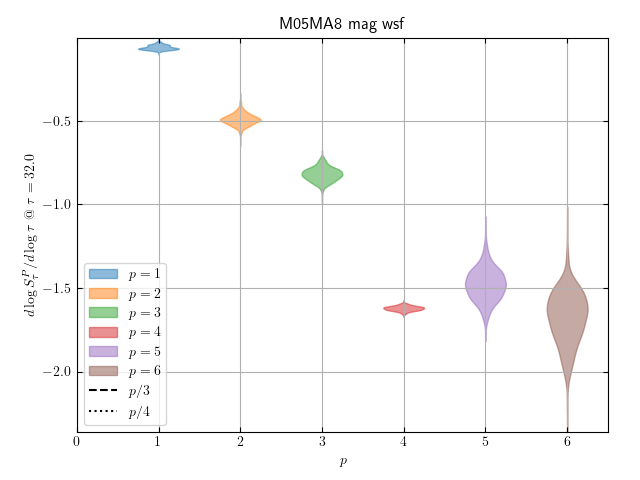 M05MA8 mag wsf
d log S_τ^P / d log τ @ τ = 32.0
−0.5
−1.0
−1.5
−2.0
p = 1
p = 2
p = 3
p = 4
p = 5
p = 6
p/3
p/4
0 1 2 3 4 5 6
p